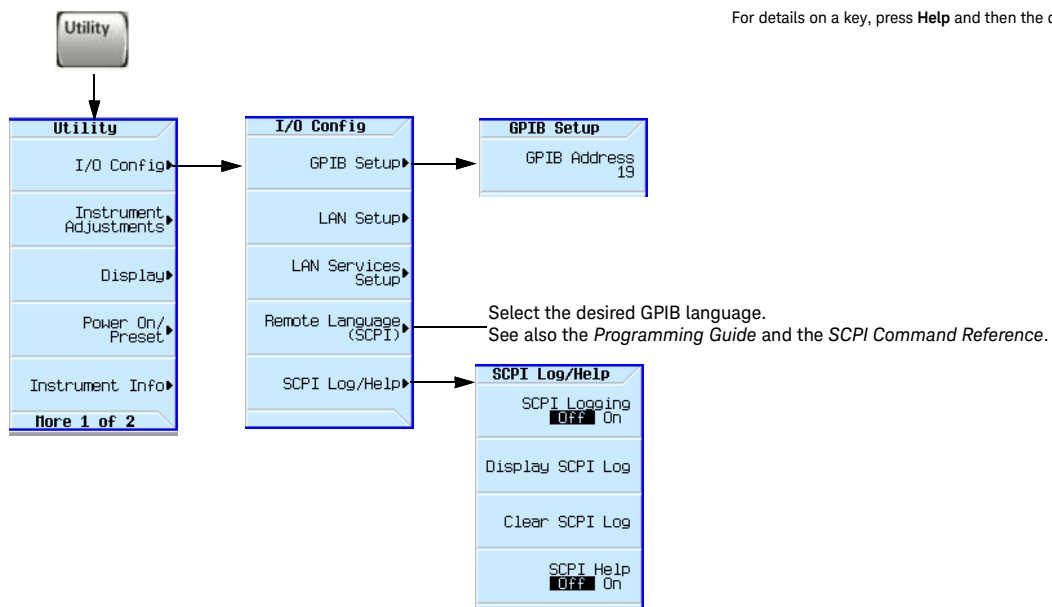 For details on a key, press Help and then the
Utility
Utility
I/O Config
Instrument
Adjustments
Display
Power On/
Preset
Instrument Info
More 1 of 2
I/O Config
GPIB Setup
LAN Setup
LAN Services
Setup
Remote Language
(SCPI)
SCPI Log/Help
GPIB Setup
GPIB Address
19
Select the desired GPIB language.
See also the Programming Guide and the SCPI Command Reference.
SCPI Log/Help
SCPI Logging
Off On
Display SCPI Log
Clear SCPI Log
SCPI Help
Off On